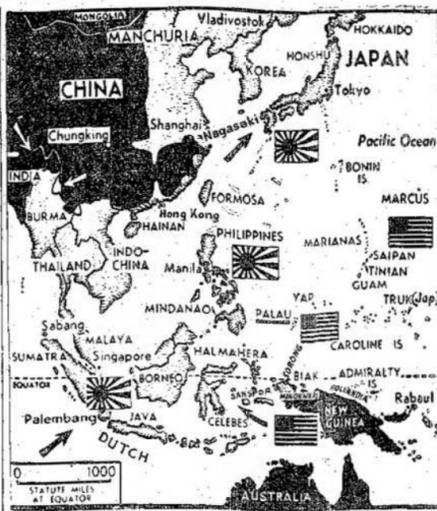 MONGOLIA
Vladivostok
HOKKAIDO
MANCHURIA
HONSHU
JAPAN
KOREA
CHINA
Tokyo
Shanghai
Nagasaki
Chungking
Pacific Ocean
INDIA
BONIN
IS.
FORMOSA
MARCUS
BURMA
Hong Kong
HAINAN
PHILIPPINES
MARIANAS
INDO-
CHINA
SAIPAN
THAILAND
Manila
TINIAN
GUAM
YAP
TRUK (Jap.
MINDANAO
PALAU
Sabang
MALAYA
CAROLINE IS
SUMATRA
Singapore
HALMAHERA
SORONG
EQUATOR
BORNEO
BIAK
ADMIRALTY
IS
SANSPOR
HOLLANDIA
Rabaul
Palembang
JAVA
CELEBES
NEW
GUINEA
DUTCH
0 1000
STATUTE MILES
AT EQUATOR
AUSTRALIA